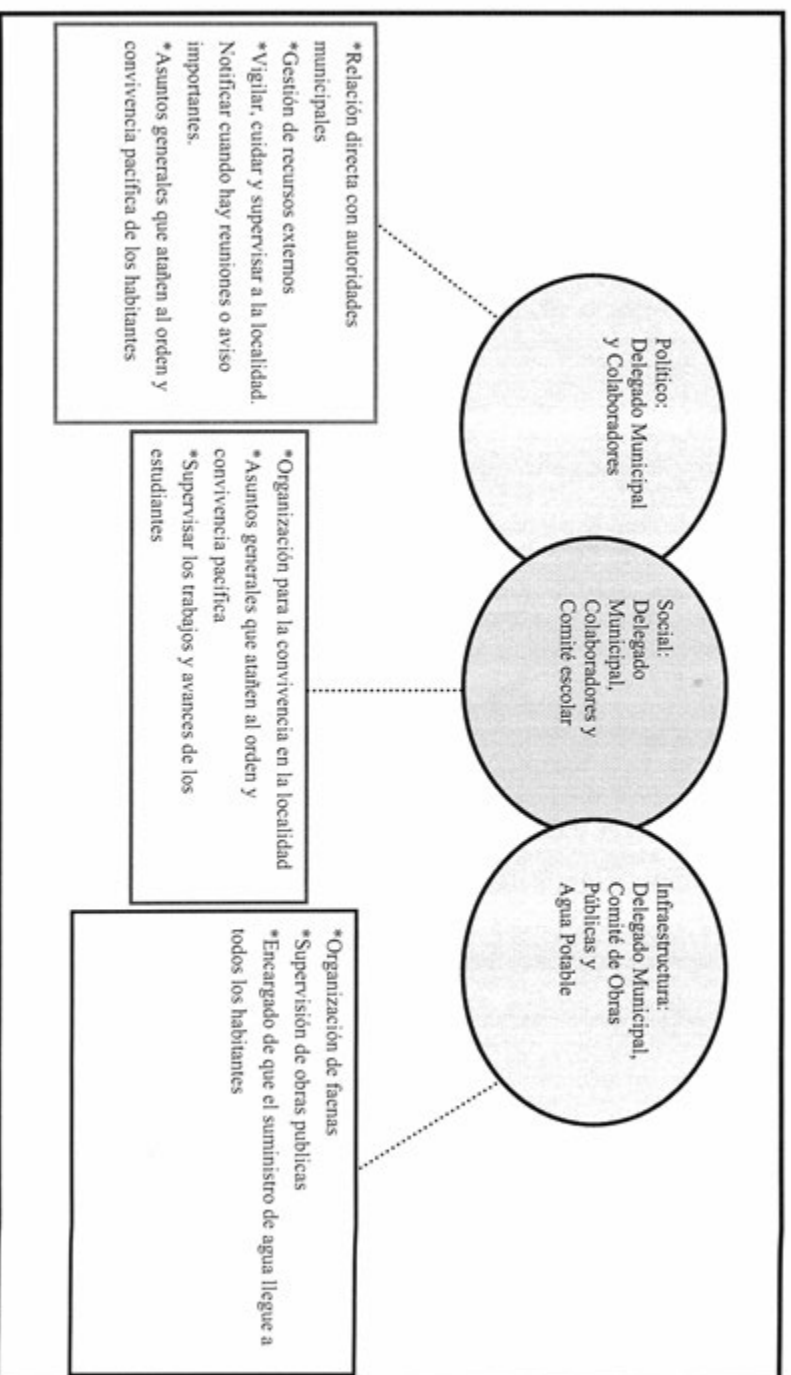 Político:
Delegado Municipal
y Colaboradores
Social:
Delegado
Municipal,
Colaboradores y
Comité escolar
Infraestructura:
Delegado Municipal,
Comité de Obras
Públicas y
Agua Potable
*Relación directa con autoridades
municipales
*Gestión de recursos externos
*Vigilar, cuidar y supervisar a la localidad.
Notificar cuando hay reuniones o aviso
importantes.
*Asuntos generales que atañen al orden y
convivencia pacífica de los habitantes
*Organización para la convivencia en la localidad
*Asuntos generales que atañen al orden y
convivencia pacífica
*Supervisar los trabajos y avances de los
estudiantes
*Organización de faenas
*Supervisión de obras publicas
*Encargado de que el suministro de agua llegue a
todos los habitantes